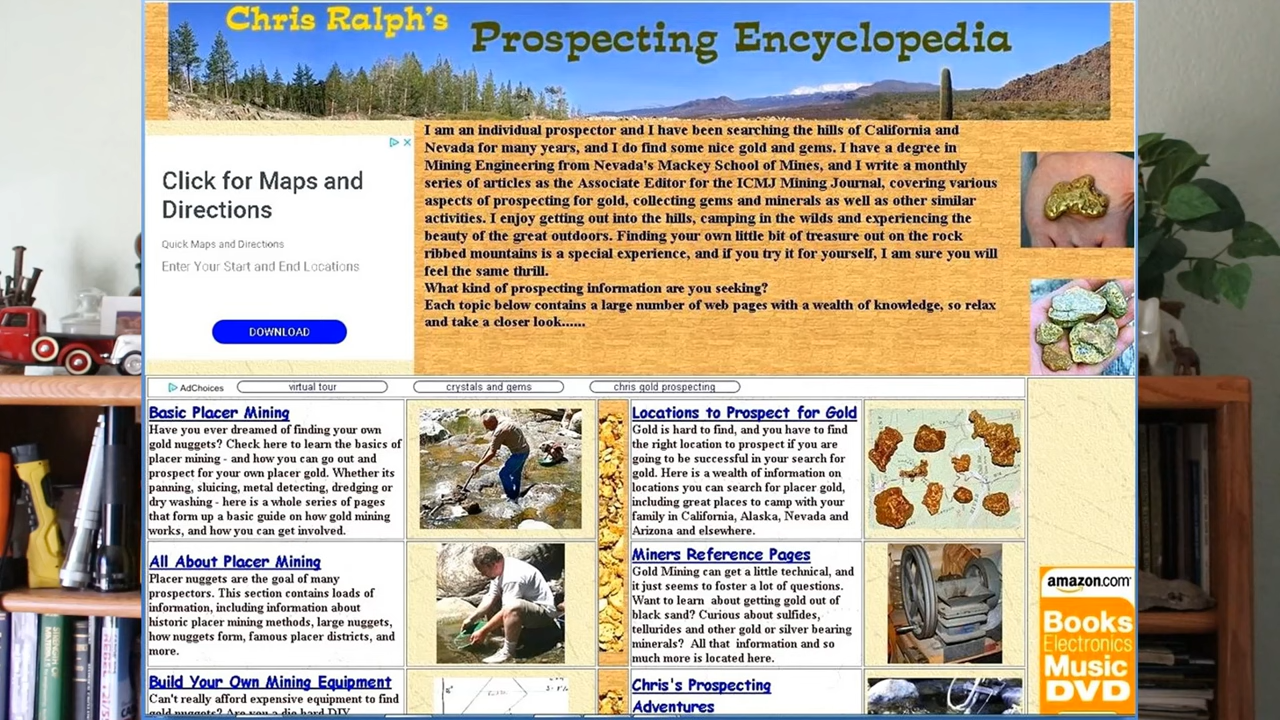 Chris Ralph's
Prospecting Encyclopedia
Click for Maps and
Directions
Quick Maps and Directions
Enter Your Start and End Locations
DOWNLOAD
I am an individual prospector and I have been searching the hills of California and
Nevada for many years, and I do find some nice gold and gems. I have a degree in
Mining Engineering from Nevada's Mackey School of Mines, and I write a monthly
series of articles as the Associate Editor for the ICMJ Mining Journal, covering various
aspects of prospecting for gold, collecting gems and minerals as well as other similar
activities. I enjoy getting out into the hills, camping in the wilds and experiencing the
beauty of the great outdoors. Finding your own little bit of treasure out on the rock
ribbed mountains is a special experience, and if you try it for yourself, I am sure you will
feel the same thrill.
What kind of prospecting information are you seeking?
Each topic below contains a large number of web pages with a wealth of knowledge, so relax
and take a closer look......
AdChoices
virtual tour
crystals and gems
chris gold prospecting
Basic Placer Mining
Have you ever dreamed of finding your own
gold nuggets? Check here to learn the basics of
placer mining - and how you can go out and
prospect for your own placer gold. Whether its
panning, sluicing, metal detecting, dredging or
dry washing - here is a whole series of pages
that form up a basic guide on how gold mining
works, and how you can get involved.
Locations to Prospect for Gold
Gold is hard to find, and you have to find
the right location to prospect if you are
going to be successful in your search for
gold. Here is a wealth of information on
locations you can search for placer gold,
including great places to camp with your
family in California, Alaska, Nevada and
Arizona and elsewhere.
All About Placer Mining
Placer nuggets are the goal of many
prospectors. This section contains loads of
information, including information about
historic placer mining methods, large nuggets,
how nuggets form, famous placer districts, and
more.
Miners Reference Pages
Gold Mining can get a little technical, and
it just seems to foster a lot of questions.
Want to learn about getting gold out of
black sand? Curious about sulfides,
tellurides and other gold or silver bearing
minerals? All that information and so
much more is located here.
Build Your Own Mining Equipment
Can't really afford expensive equipment to find
gold nuggets? Are you a die hard DIY
Chris's Prospecting
Adventures
amazon.com
Books
Electronics
Music
DVD